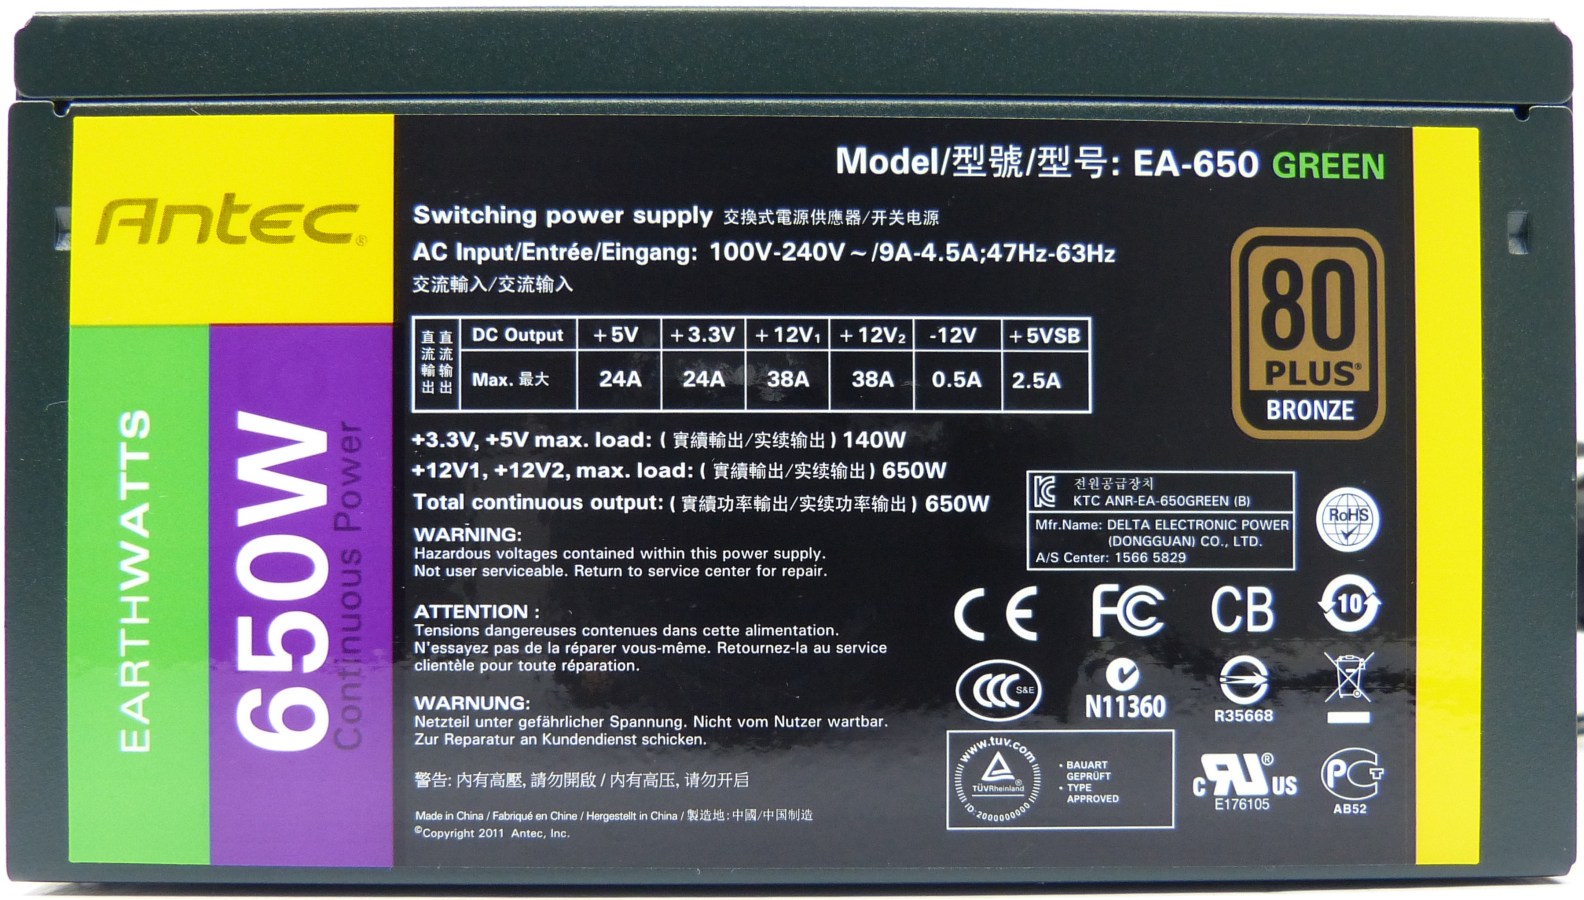 Antec®
EARTHWATTS
650W
Continuous Power
Model/型號/型号: EA-650 GREEN
Switching power supply 交換式電源供應器/开关电源
AC Input/Entrée/Eingang: 100V-240V ~ /9A-4.5A;47Hz-63Hz
交流輸入/交流输入
直流輸出 直流输出
DC Output +5V +3.3V +12V1 +12V2 -12V +5VSB
Max. 最大 24A 24A 38A 38A 0.5A 2.5A
80
PLUS®
BRONZE
+3.3V, +5V max. load: ( 實續輸出/实续输出 ) 140W
+12V1, +12V2, max. load: ( 實續輸出/实续输出 ) 650W
Total continuous output: ( 實續功率輸出/实续功率输出 ) 650W
WARNING:
Hazardous voltages contained within this power supply.
Not user serviceable. Return to service center for repair.
ATTENTION :
Tensions dangereuses contenues dans cette alimentation.
N'essayez pas de la réparer vous-même. Retournez-la au service
clientèle pour toute réparation.
WARNUNG:
Netzteil unter gefährlicher Spannung. Nicht vom Nutzer wartbar.
Zur Reparatur an Kundendienst schicken.
警告: 內有高壓, 請勿開啟 / 内有高压, 请勿开启
Made in China / Fabriqué en Chine / Hergestellt in China / 製造地: 中國/中国制造
©Copyright 2011 Antec, Inc.
전원공급장치
KTC ANR-EA-650GREEN (B)
Mfr.Name: DELTA ELECTRONIC POWER
(DONGGUAN) CO., LTD.
A/S Center: 1566 5829
RoHS
CE FC CB 10
CCC S&E
N11360
R35668
www.tuv.com
TÜVRheinland ®
ID: 2000000000
• BAUART
GEPRÜFT
• TYPE
APPROVED
c RU ® US
E176105
PCT
AB52